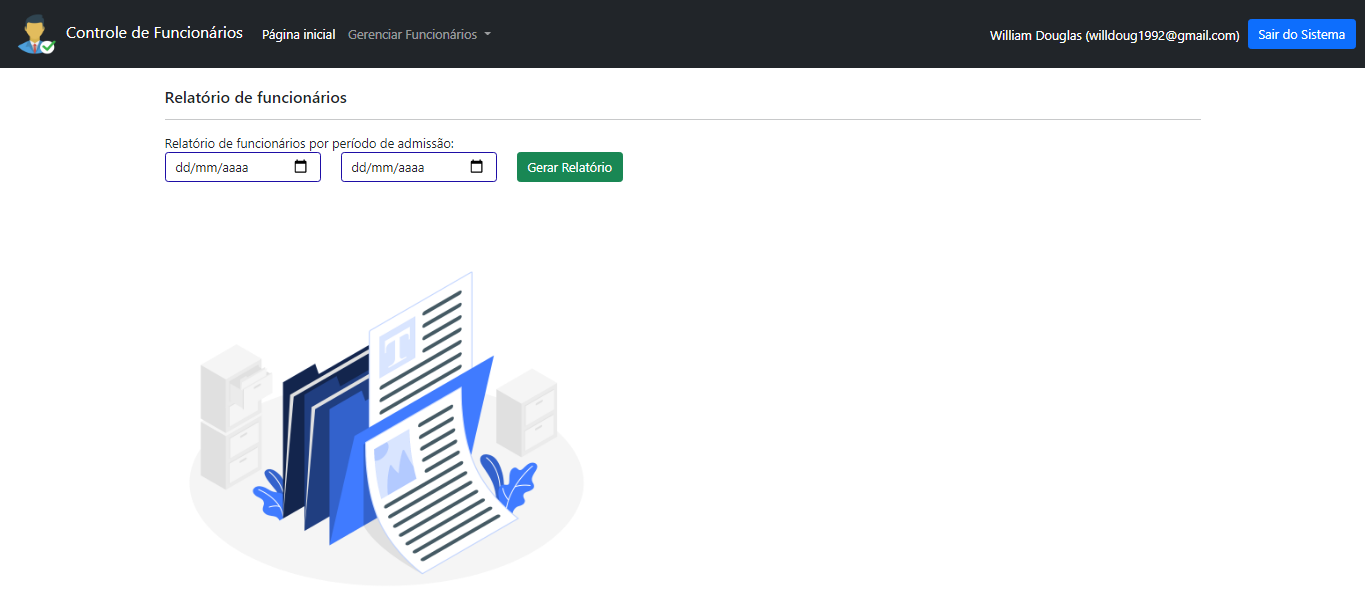 Controle de Funcionários Página inicial Gerenciar Funcionários William Douglas (willdoug1992@gmail.com) Sair do Sistema
Relatório de funcionários
Relatório de funcionários por período de admissão:
dd/mm/aaaa dd/mm/aaaa Gerar Relatório
T